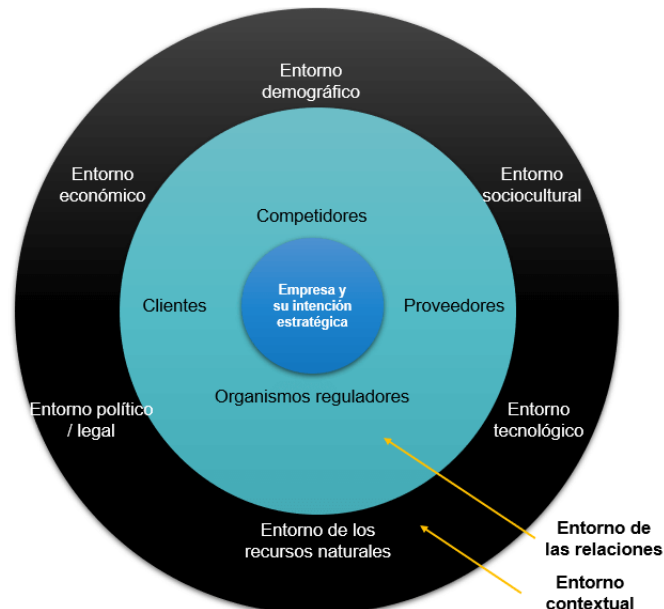 Entorno
demográfico
Entorno
económico
Entorno
sociocultural
Competidores
Empresa y
su intención
estratégica
Clientes
Proveedores
Organismos reguladores
Entorno político
/ legal
Entorno
tecnológico
Entorno de los
recursos naturales
Entorno de
las relaciones
Entorno
contextual